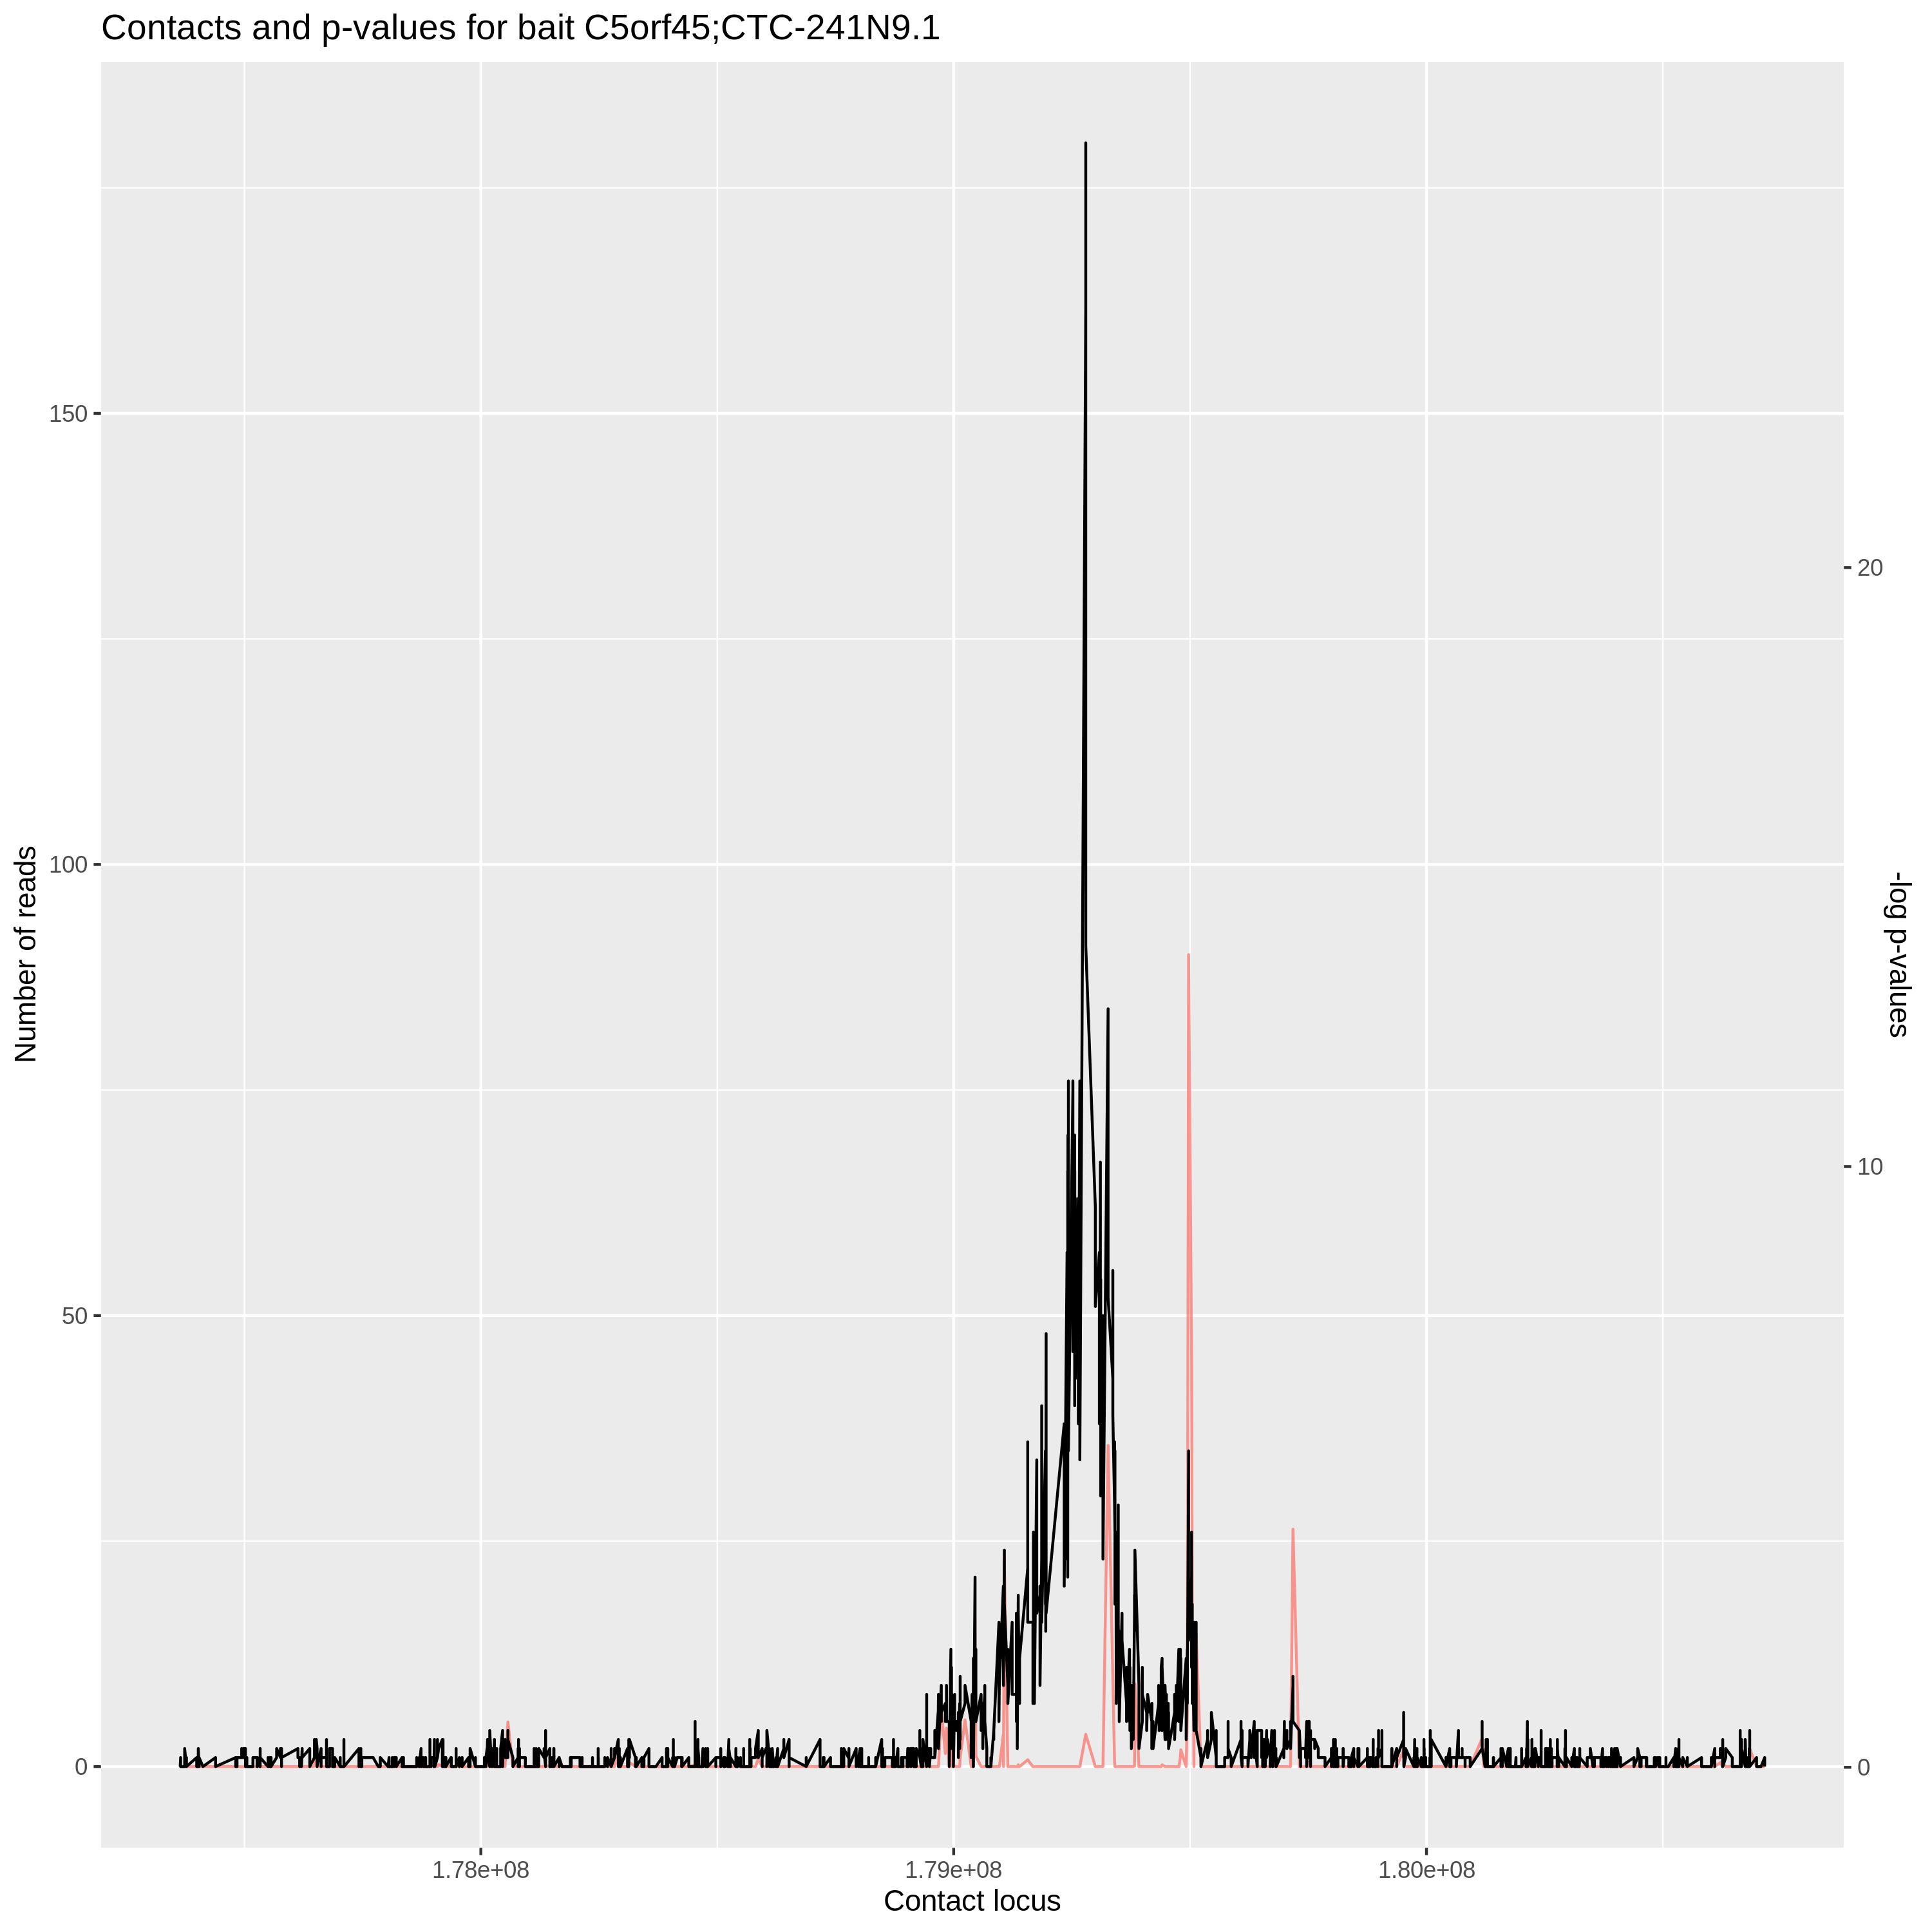 Contacts and p-values for bait C5orf45;CTC-241N9.1
Number of reads
150
100
50
0
20
10
0
-log p-values
1.78e+08 1.79e+08 1.80e+08
Contact locus